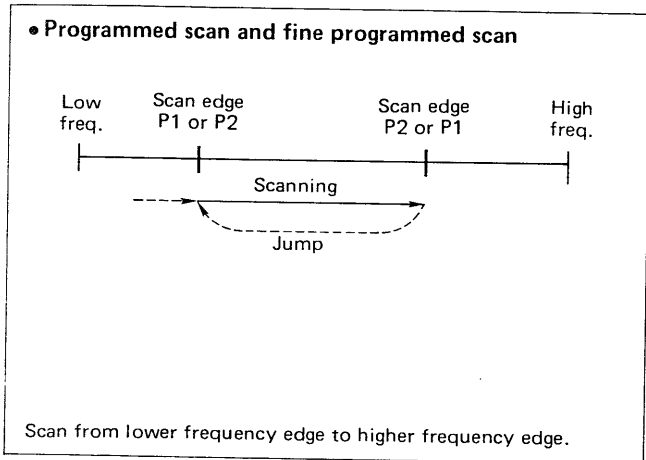 • Programmed scan and fine programmed scan
Low freq.
Scan edge P1 or P2
Scan edge P2 or P1
High freq.
Scanning
Jump
Scan from lower frequency edge to higher frequency edge.